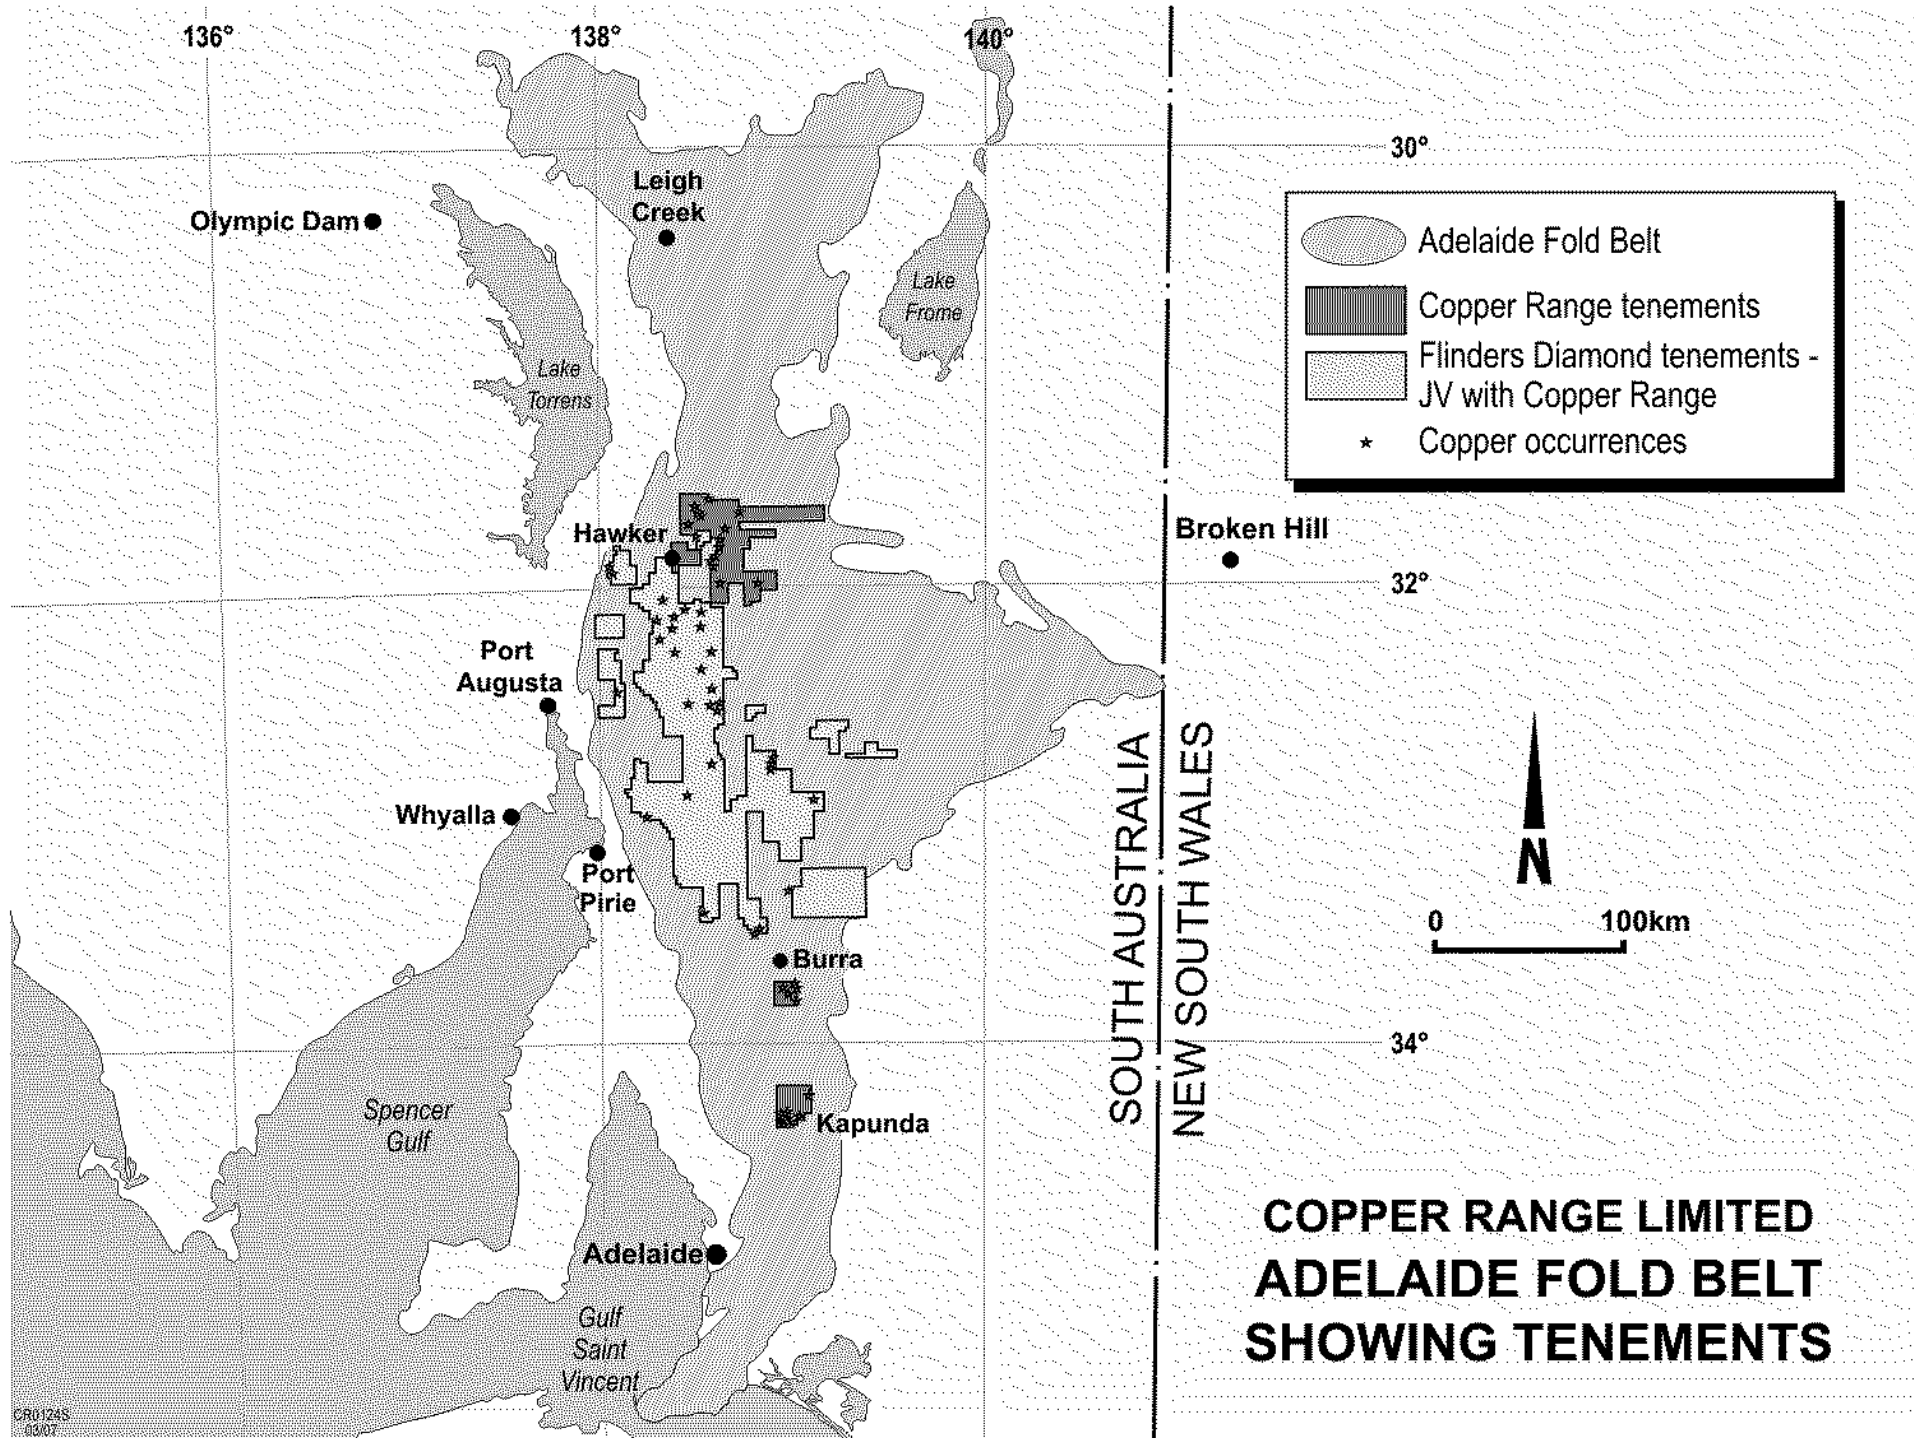 136°
138°
140°
30°
Leigh
Creek
Olympic Dam
Adelaide Fold Belt
Lake
Frome
Copper Range tenements
Flinders Diamond tenements -
JV with Copper Range
Lake
Torrens
Copper occurrences
Hawker
Broken Hill
32°
Port
Augusta
SOUTH AUSTRALIA
NEW SOUTH WALES
Whyalla
Port
Pirie
N
0 100km
Burra
34°
Spencer
Gulf
Kapunda
COPPER RANGE LIMITED
ADELAIDE FOLD BELT
SHOWING TENEMENTS
Adelaide
Gulf
Saint
Vincent
CR0124S
03/07